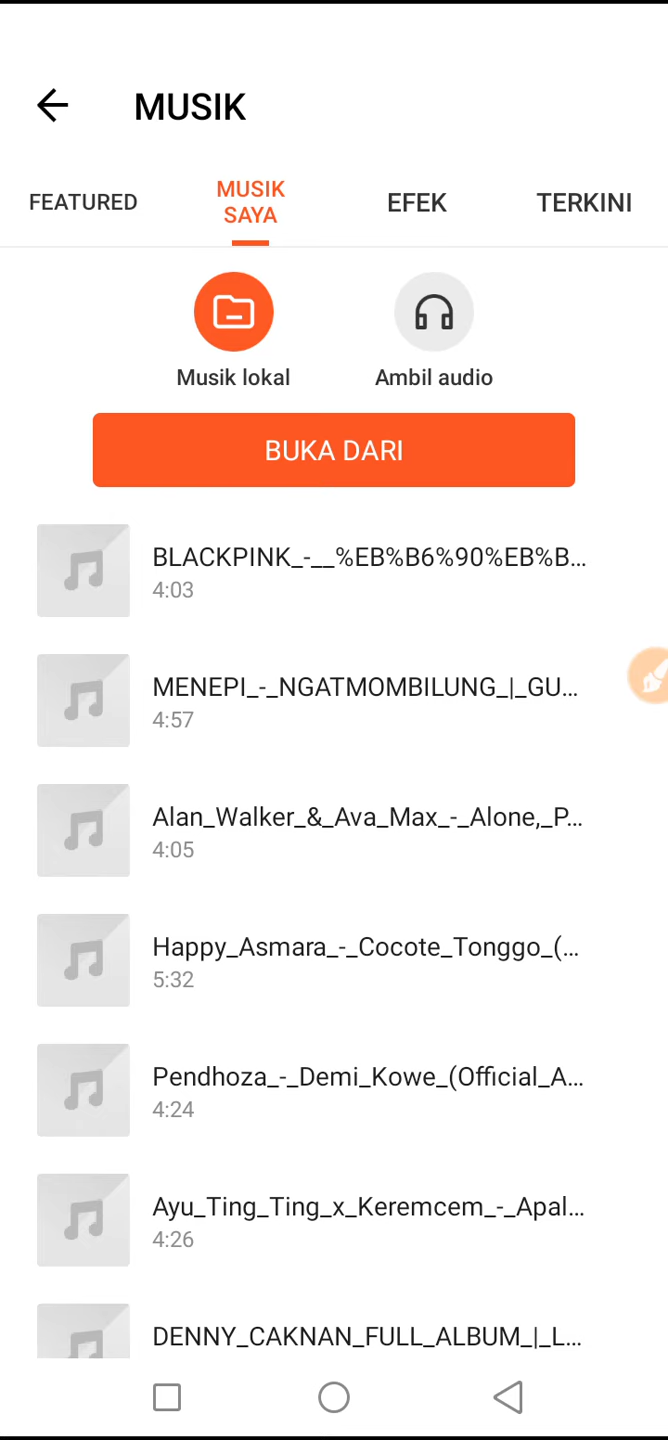 MUSIK
FEATURED
MUSIK
SAYA
EFEK
TERKINI
Musik lokal
Ambil audio
BUKA DARI
BLACKPINK_-__%EB%B6%90%EB%B...
4:03
MENEPI_-_NGATMOMBILUNG_|_GU...
4:57
Alan_Walker_&_Ava_Max_-_Alone,_P...
4:05
Happy_Asmara_-_Cocote_Tonggo_(...
5:32
Pendhoza_-_Demi_Kowe_(Official_A...
4:24
Ayu_Ting_Ting_x_Keremcem_-_Apal...
4:26
DENNY_CAKNAN_FULL_ALBUM_|_L...